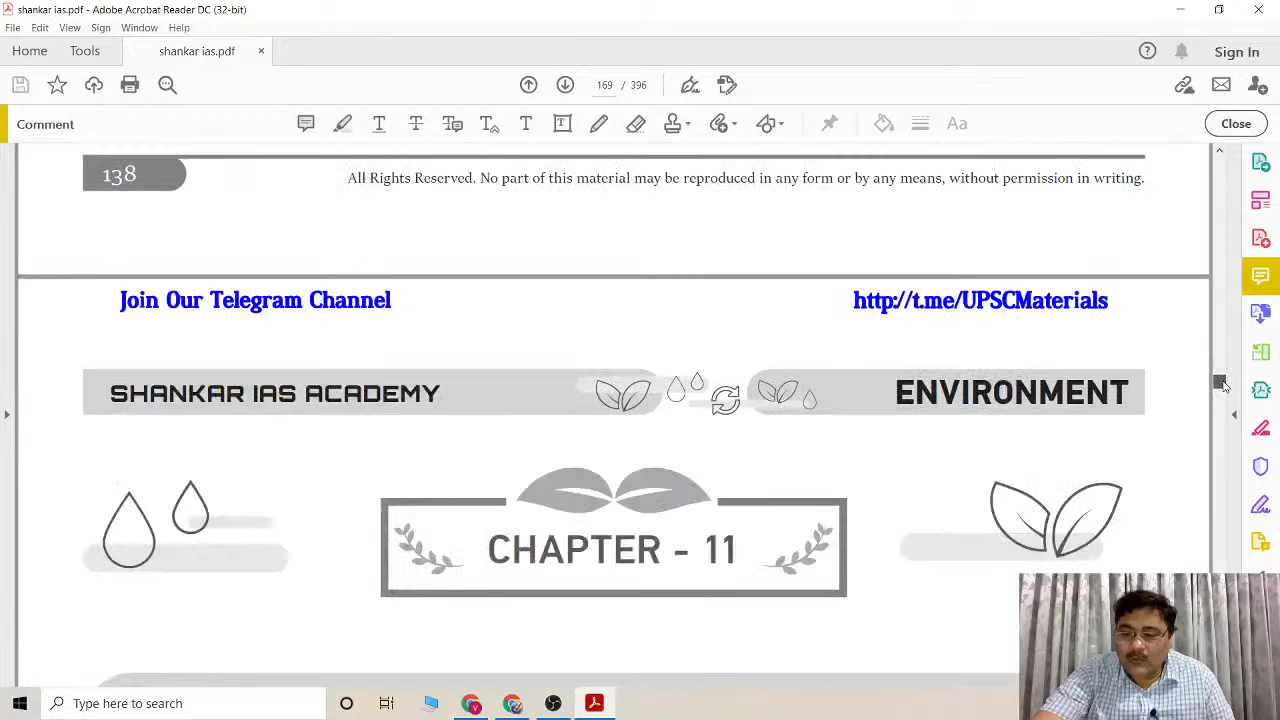 shankar ias.pdf - Adobe Acrobat Reader DC (32-bit)
File Edit View Sign Window Help
Home Tools shankar ias.pdf × Sign In
169 / 396
Comment Aa Close
138 All Rights Reserved. No part of this material may be reproduced in any form or by any means, without permission in writing.
Join Our Telegram Channel http://t.me/UPSCMaterials
SHANKAR IAS ACADEMY ENVIRONMENT
CHAPTER - 11
Type here to search